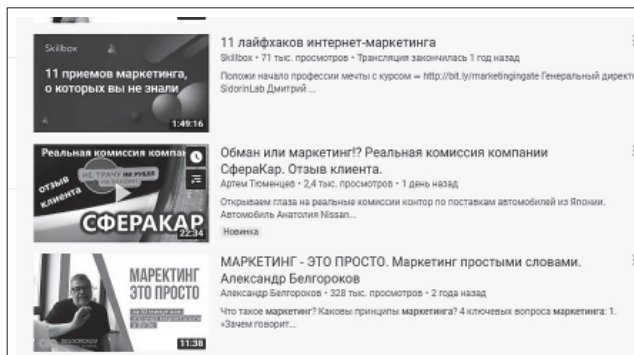 Skillbox
11 приемов маркетинга,
о которых вы не знали
1:49:16
11 лайфхаков интернет-маркетинга
Skillbox • 71 тыс. просмотров • Трансляция закончилась 1 год назад
Положи начало профессии мечты с курсом ⇒ http://bit.ly/marketingingate Генеральный директо
SidorinLab Дмитрий ...
Реальная комиссия компан
НЕ ТРАЧУ НИ РУБЛЯ
отзыв
клиента
СФЕРАКАР
22:34
Обман или маркетинг!? Реальная комиссия компании
СфераКар. Отзыв клиента.
Артем Тюменцев • 2,4 тыс. просмотров • 1 день назад
Открываем глаза на реальные комиссии контор по поставкам автомобилей из Японии.
Автомобиль Анатолия Nissan...
Новинка
МАРЕКТИНГ
ЭТО ПРОСТО
11:38
МАРКЕТИНГ - ЭТО ПРОСТО. Маркетинг простыми словами.
Александр Белгороков
Александр Белгороков • 328 тыс. просмотров • 2 года назад
Что такое маркетинг? Каковы принципы маркетинга? 4 ключевых вопроса маркетинга: 1.
«Зачем говорит...